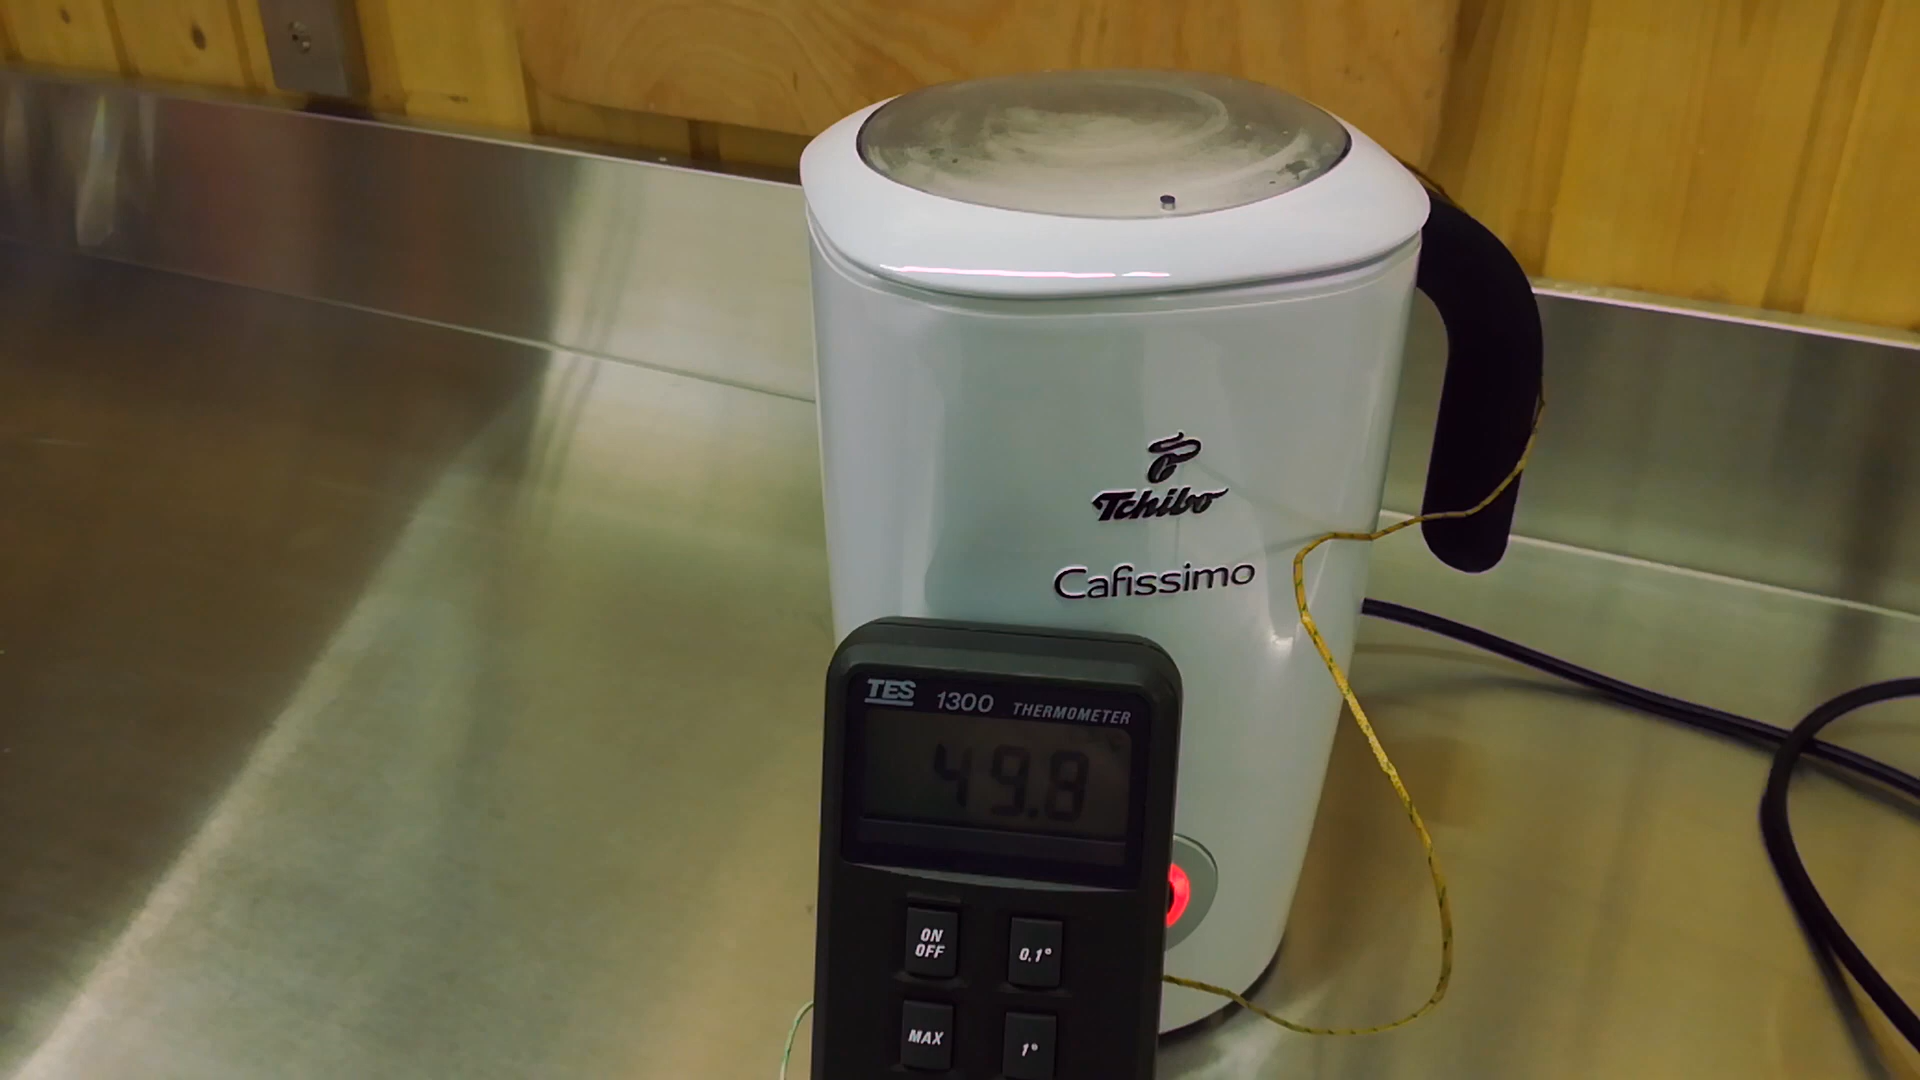 Tchibo
Cafissimo
TES 1300 THERMOMETER
49.8
ON OFF
0.1°
MAX
1°